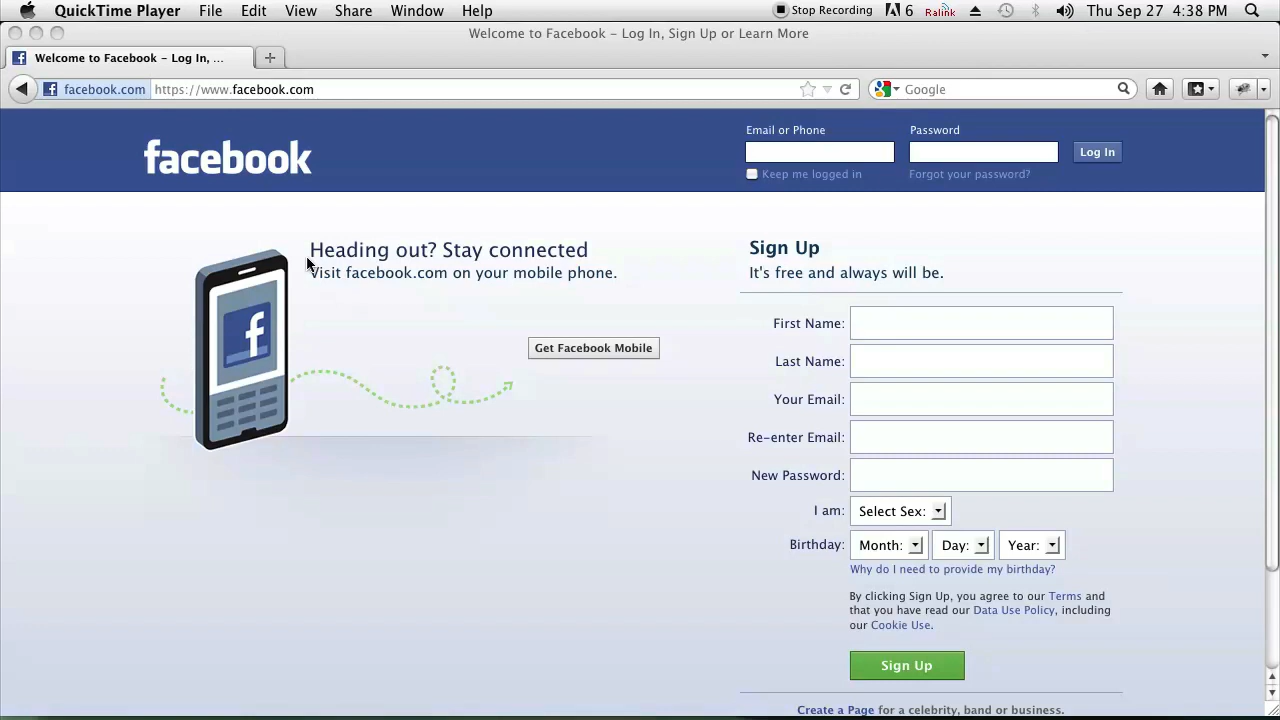 QuickTime Player File Edit View Share Window Help Stop Recording 6 Ralink Thu Sep 27 4:38 PM
Welcome to Facebook – Log In, Sign Up or Learn More
Welcome to Facebook – Log In, ...
facebook.com https://www.facebook.com Google
facebook
Email or Phone Password
Log In
Keep me logged in Forgot your password?
Heading out? Stay connected
Visit facebook.com on your mobile phone.
f
Get Facebook Mobile
Sign Up
It's free and always will be.
First Name:
Last Name:
Your Email:
Re-enter Email:
New Password:
I am: Select Sex:
Birthday: Month: Day: Year:
Why do I need to provide my birthday?
By clicking Sign Up, you agree to our Terms and
that you have read our Data Use Policy, including
our Cookie Use.
Sign Up
Create a Page for a celebrity, band or business.